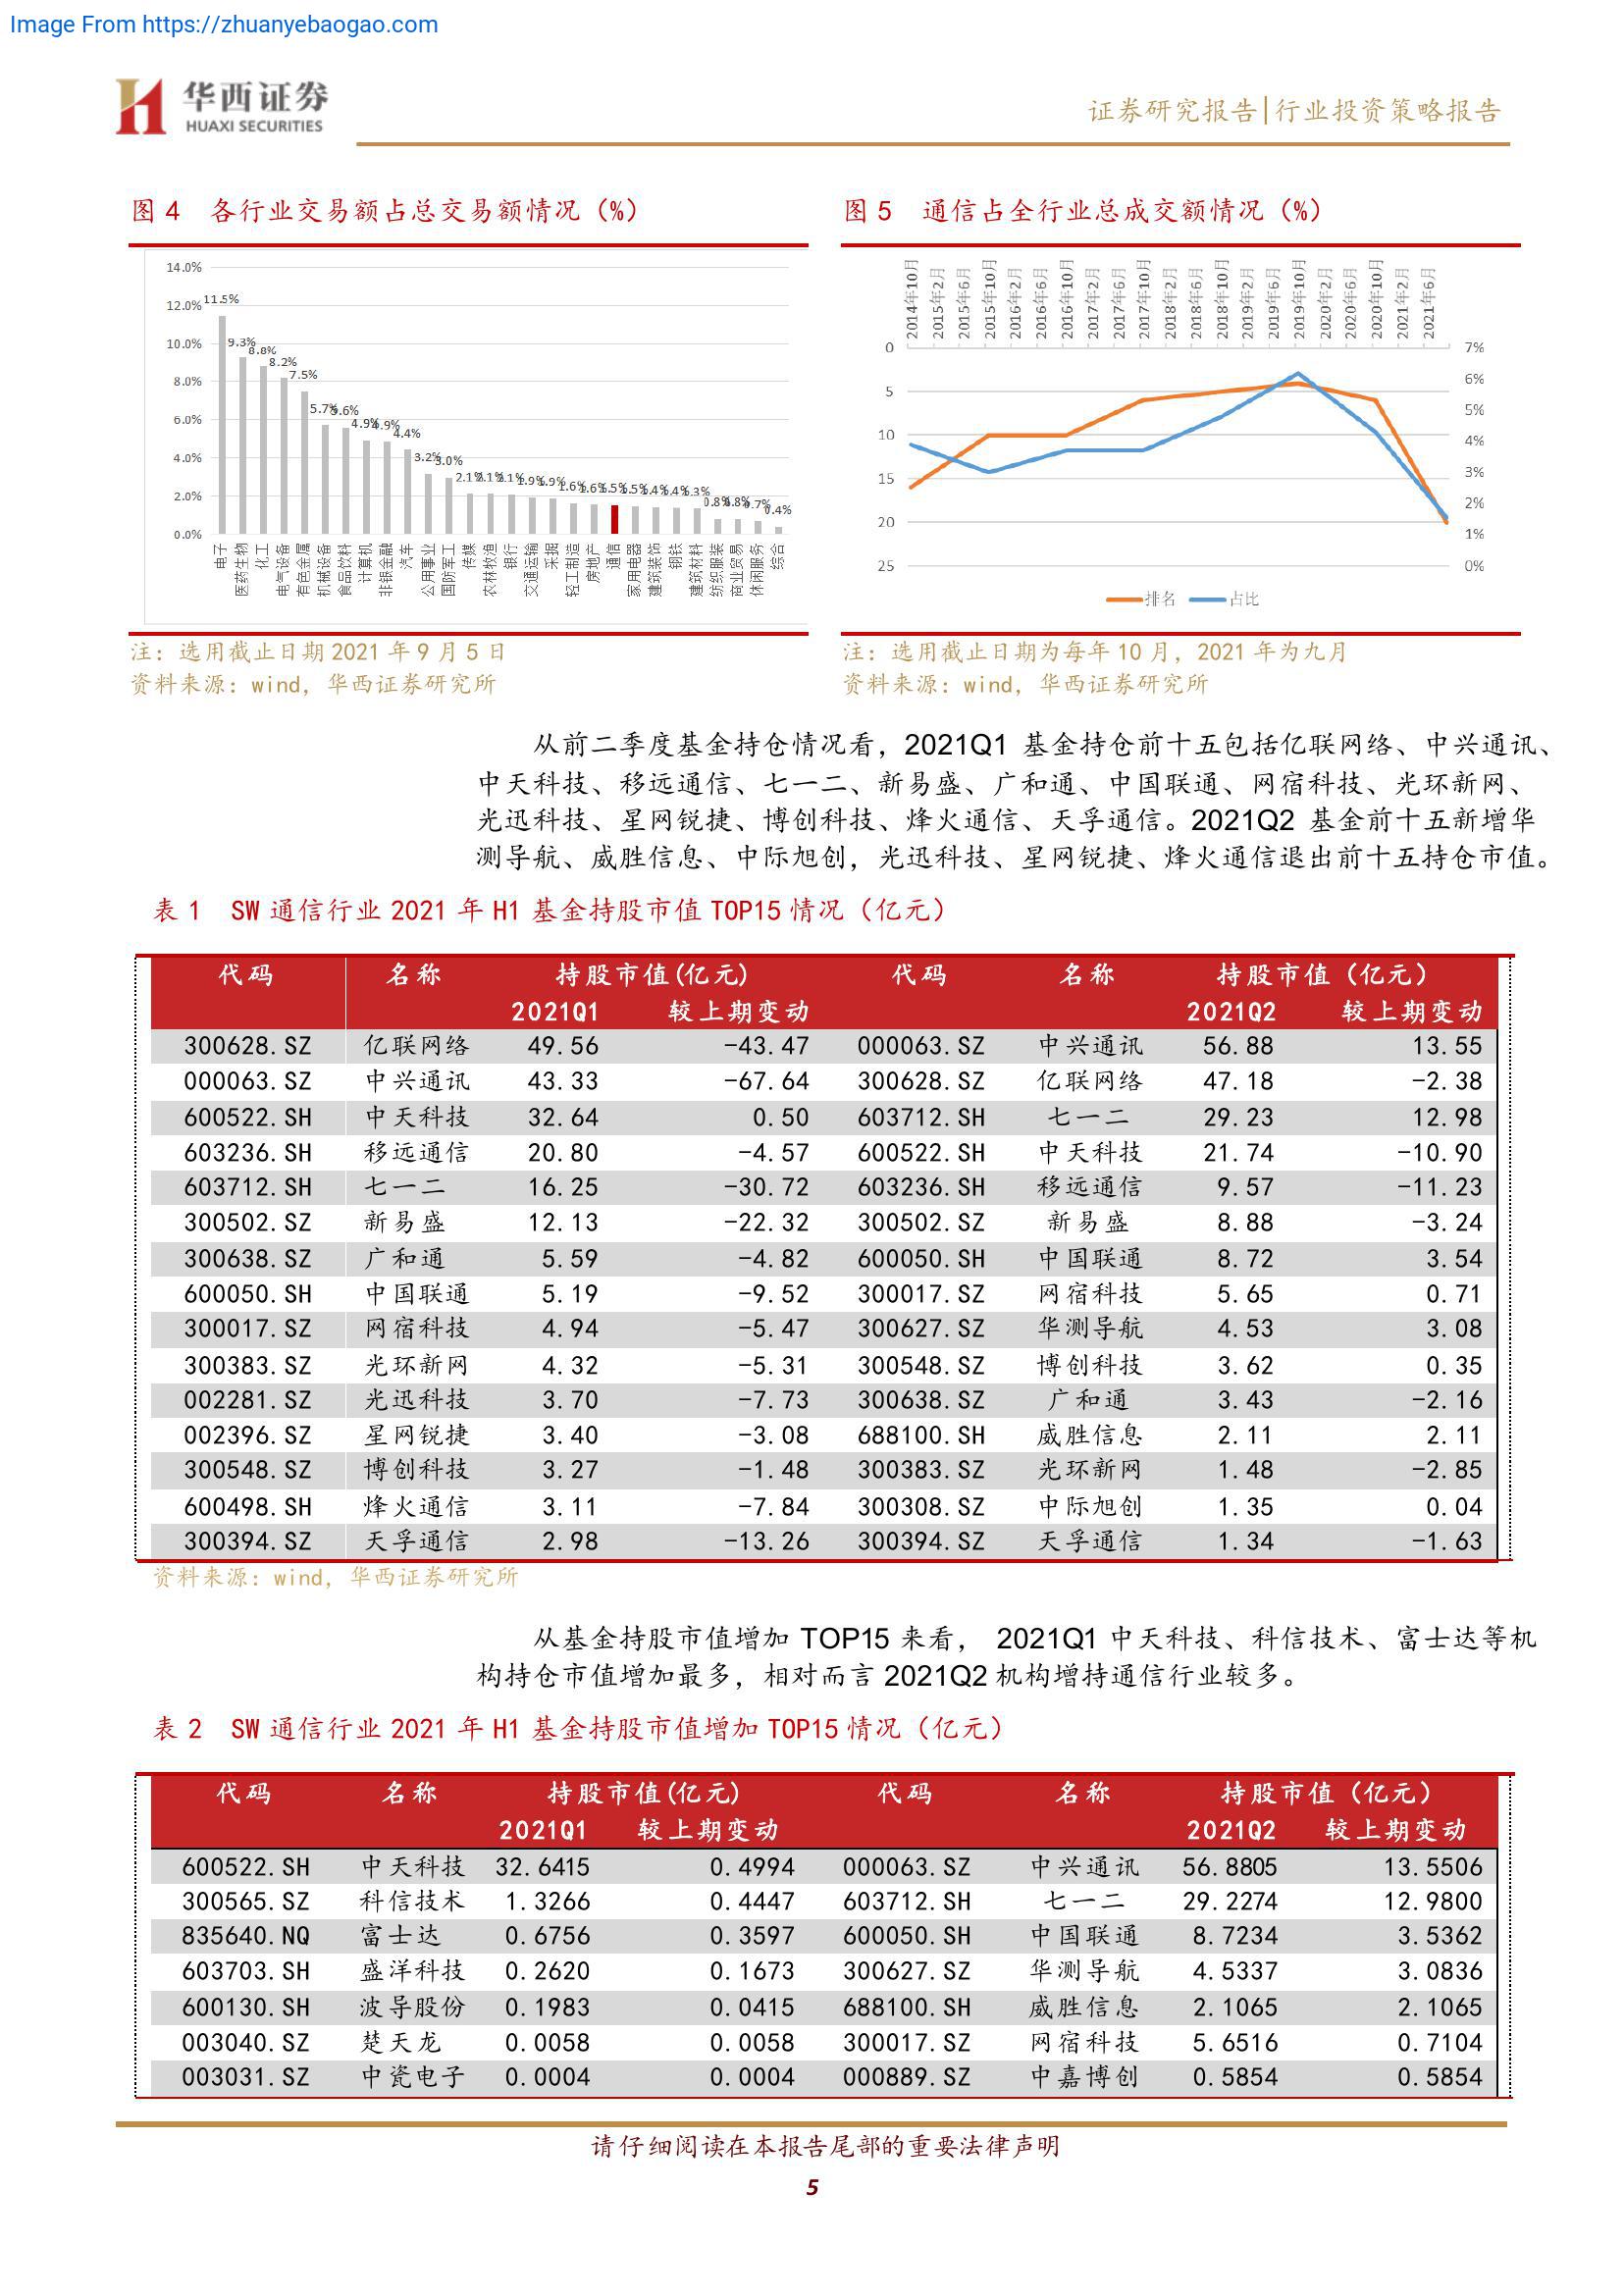 Image From https://zhuanyebaogao.com
华西证券
HUAXI SECURITIES
证券研究报告|行业投资策略报告
图 4 各行业交易额占总交易额情况（%）
14.0%
12.0%
10.0%
8.0%
6.0%
4.0%
2.0%
0.0%
11.5%
9.3%
8.8%
8.2%
7.5%
5.7%
5.6%
4.9%
4.9%
4.4%
3.2%
3.0%
2.1%
2.1%
2.1%
1.9%
1.9%
1.6%
1.6%
1.5%
1.5%
1.4%
1.4%
1.3%
0.8%
0.8%
0.7%
0.4%
电子
医药生物
化工
电气设备
有色金属
机械设备
食品饮料
计算机
非银金融
汽车
公用事业
国防军工
传媒
农林牧渔
银行
交通运输
采掘
轻工制造
房地产
通信
家用电器
建筑装饰
钢铁
建筑材料
纺织服装
商业贸易
休闲服务
综合
注：选用截止日期 2021 年 9 月 5 日
资料来源：wind，华西证券研究所
图 5 通信占全行业总成交额情况（%）
2014年10月
2015年2月
2015年6月
2015年10月
2016年2月
2016年6月
2016年10月
2017年2月
2017年6月
2017年10月
2018年2月
2018年6月
2018年10月
2019年2月
2019年6月
2019年10月
2020年2月
2020年6月
2020年10月
2021年2月
2021年6月
0
5
10
15
20
25
7%
6%
5%
4%
3%
2%
1%
0%
排名 占比
注：选用截止日期为每年 10 月，2021 年为九月
资料来源：wind，华西证券研究所
从前二季度基金持仓情况看，2021Q1 基金持仓前十五包括亿联网络、中兴通讯、
中天科技、移远通信、七一二、新易盛、广和通、中国联通、网宿科技、光环新网、
光迅科技、星网锐捷、博创科技、烽火通信、天孚通信。2021Q2 基金前十五新增华
测导航、威胜信息、中际旭创，光迅科技、星网锐捷、烽火通信退出前十五持仓市值。
表 1 SW 通信行业 2021 年 H1 基金持股市值 TOP15 情况（亿元）
代码 名称 持股市值(亿元) 代码 名称 持股市值（亿元）
2021Q1 较上期变动 2021Q2 较上期变动
300628.SZ 亿联网络 49.56 -43.47 000063.SZ 中兴通讯 56.88 13.55
000063.SZ 中兴通讯 43.33 -67.64 300628.SZ 亿联网络 47.18 -2.38
600522.SH 中天科技 32.64 0.50 603712.SH 七一二 29.23 12.98
603236.SH 移远通信 20.80 -4.57 600522.SH 中天科技 21.74 -10.90
603712.SH 七一二 16.25 -30.72 603236.SH 移远通信 9.57 -11.23
300502.SZ 新易盛 12.13 -22.32 300502.SZ 新易盛 8.88 -3.24
300638.SZ 广和通 5.59 -4.82 600050.SH 中国联通 8.72 3.54
600050.SH 中国联通 5.19 -9.52 300017.SZ 网宿科技 5.65 0.71
300017.SZ 网宿科技 4.94 -5.47 300627.SZ 华测导航 4.53 3.08
300383.SZ 光环新网 4.32 -5.31 300548.SZ 博创科技 3.62 0.35
002281.SZ 光迅科技 3.70 -7.73 300638.SZ 广和通 3.43 -2.16
002396.SZ 星网锐捷 3.40 -3.08 688100.SH 威胜信息 2.11 2.11
300548.SZ 博创科技 3.27 -1.48 300383.SZ 光环新网 1.48 -2.85
600498.SH 烽火通信 3.11 -7.84 300308.SZ 中际旭创 1.35 0.04
300394.SZ 天孚通信 2.98 -13.26 300394.SZ 天孚通信 1.34 -1.63
资料来源：wind，华西证券研究所
从基金持股市值增加 TOP15 来看， 2021Q1 中天科技、科信技术、富士达等机
构持仓市值增加最多，相对而言 2021Q2 机构增持通信行业较多。
表 2 SW 通信行业 2021 年 H1 基金持股市值增加 TOP15 情况（亿元）
代码 名称 持股市值(亿元) 代码 名称 持股市值（亿元）
2021Q1 较上期变动 2021Q2 较上期变动
600522.SH 中天科技 32.6415 0.4994 000063.SZ 中兴通讯 56.8805 13.5506
300565.SZ 科信技术 1.3266 0.4447 603712.SH 七一二 29.2274 12.9800
835640.NQ 富士达 0.6756 0.3597 600050.SH 中国联通 8.7234 3.5362
603703.SH 盛洋科技 0.2620 0.1673 300627.SZ 华测导航 4.5337 3.0836
600130.SH 波导股份 0.1983 0.0415 688100.SH 威胜信息 2.1065 2.1065
003040.SZ 楚天龙 0.0058 0.0058 300017.SZ 网宿科技 5.6516 0.7104
003031.SZ 中瓷电子 0.0004 0.0004 000889.SZ 中嘉博创 0.5854 0.5854
请仔细阅读在本报告尾部的重要法律声明
5